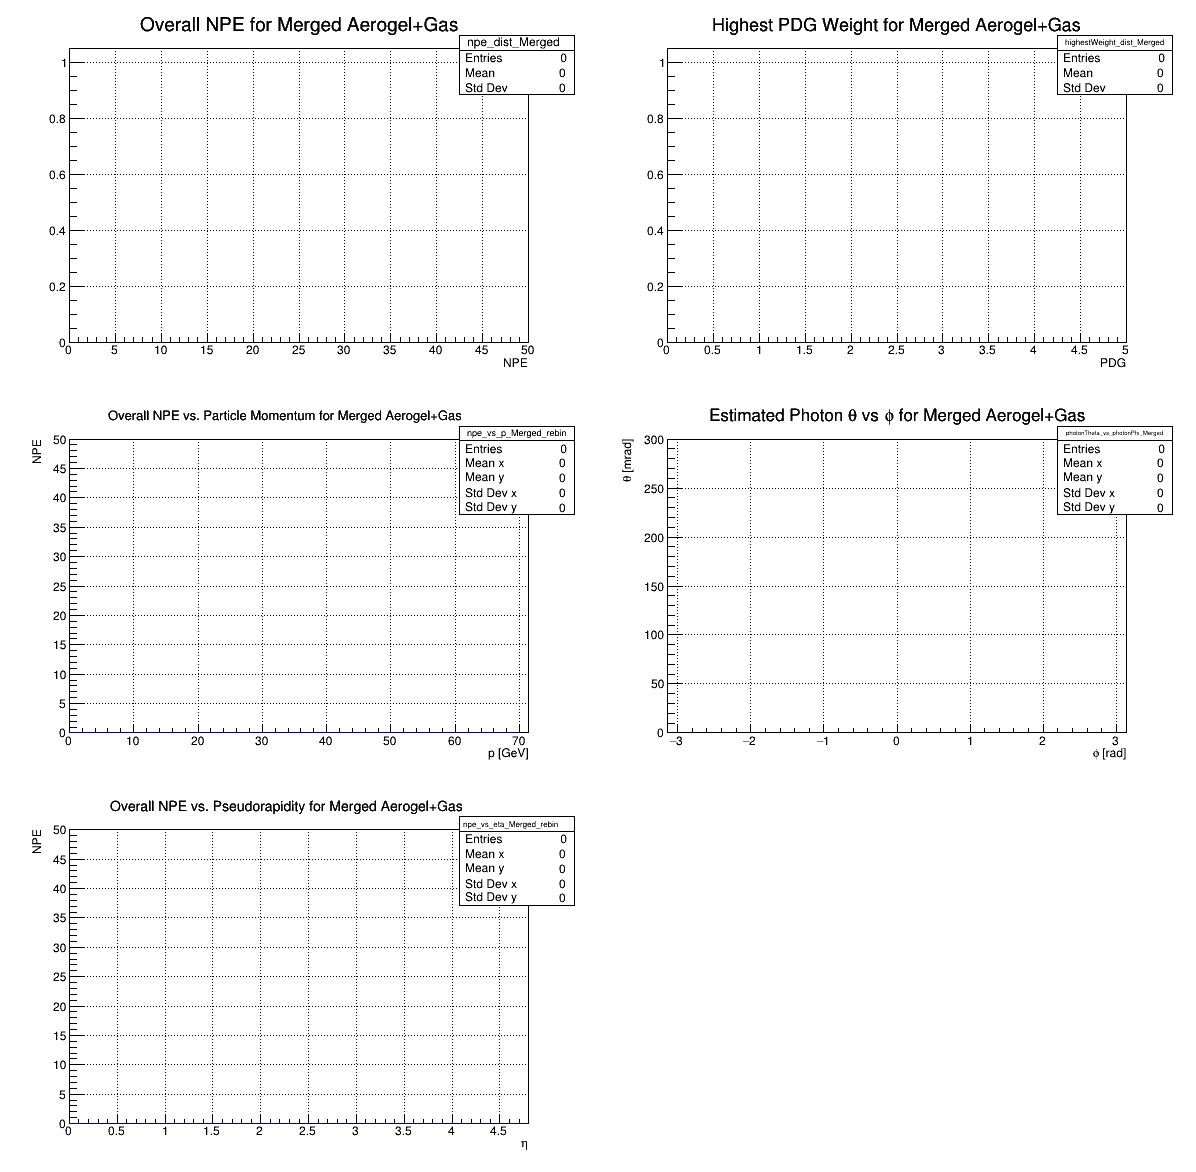 Overall NPE for Merged Aerogel+Gas
npe_dist_Merged
Entries 0
Mean 0
Std Dev 0
1
0.8
0.6
0.4
0.2
0
0 5 10 15 20 25 30 35 40 45 50
NPE
Highest PDG Weight for Merged Aerogel+Gas
highestWeight_dist_Merged
Entries 0
Mean 0
Std Dev 0
1
0.8
0.6
0.4
0.2
0
0 0.5 1 1.5 2 2.5 3 3.5 4 4.5 5
PDG
Overall NPE vs. Particle Momentum for Merged Aerogel+Gas
npe_vs_p_Merged_rebin
Entries 0
Mean x 0
Mean y 0
Std Dev x 0
Std Dev y 0
NPE
50
45
40
35
30
25
20
15
10
5
0
0 10 20 30 40 50 60 70
p [GeV]
Estimated Photon θ vs ϕ for Merged Aerogel+Gas
photonTheta_vs_photonPhi_Merged
Entries 0
Mean x 0
Mean y 0
Std Dev x 0
Std Dev y 0
θ [mrad]
300
250
200
150
100
50
0
−3 −2 −1 0 1 2 3
ϕ [rad]
Overall NPE vs. Pseudorapidity for Merged Aerogel+Gas
npe_vs_eta_Merged_rebin
Entries 0
Mean x 0
Mean y 0
Std Dev x 0
Std Dev y 0
NPE
50
45
40
35
30
25
20
15
10
5
0
0 0.5 1 1.5 2 2.5 3 3.5 4 4.5
η